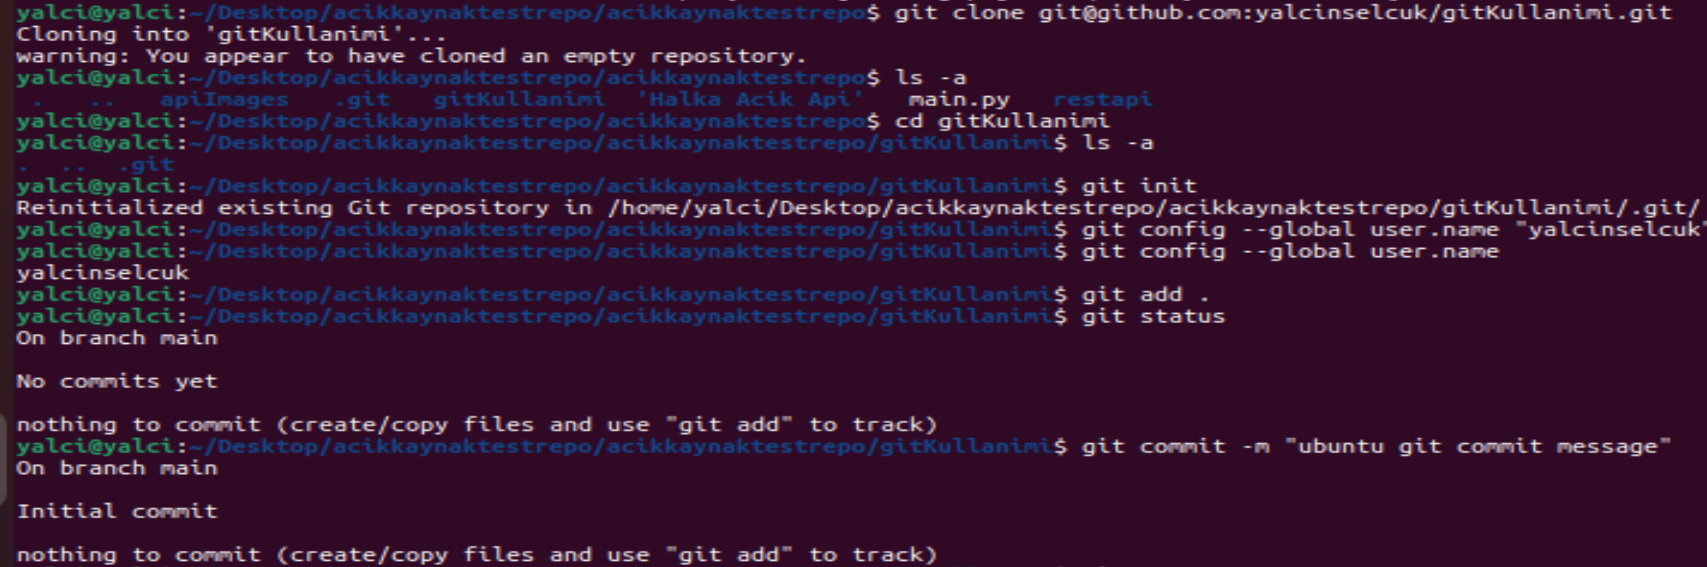 yalci@yalci:~/Desktop/acikkaynaktestrepo/acikkaynaktestrepo$ git clone git@github.com:yalcinselcuk/gitKullanimi.git
Cloning into 'gitKullanimi'...
warning: You appear to have cloned an empty repository.
yalci@yalci:~/Desktop/acikkaynaktestrepo/acikkaynaktestrepo$ ls -a
. .. apiImages .git gitKullanimi 'Halka Acik Api' main.py restapi
yalci@yalci:~/Desktop/acikkaynaktestrepo/acikkaynaktestrepo$ cd gitKullanimi
yalci@yalci:~/Desktop/acikkaynaktestrepo/acikkaynaktestrepo/gitKullanimi$ ls -a
. .. .git
yalci@yalci:~/Desktop/acikkaynaktestrepo/acikkaynaktestrepo/gitKullanimi$ git init
Reinitialized existing Git repository in /home/yalci/Desktop/acikkaynaktestrepo/acikkaynaktestrepo/gitKullanimi/.git/
yalci@yalci:~/Desktop/acikkaynaktestrepo/acikkaynaktestrepo/gitKullanimi$ git config --global user.name "yalcinselcuk"
yalci@yalci:~/Desktop/acikkaynaktestrepo/acikkaynaktestrepo/gitKullanimi$ git config --global user.name
yalcinselcuk
yalci@yalci:~/Desktop/acikkaynaktestrepo/acikkaynaktestrepo/gitKullanimi$ git add .
yalci@yalci:~/Desktop/acikkaynaktestrepo/acikkaynaktestrepo/gitKullanimi$ git status
On branch main
No commits yet
nothing to commit (create/copy files and use "git add" to track)
yalci@yalci:~/Desktop/acikkaynaktestrepo/acikkaynaktestrepo/gitKullanimi$ git commit -m "ubuntu git commit message"
On branch main
Initial commit
nothing to commit (create/copy files and use "git add" to track)